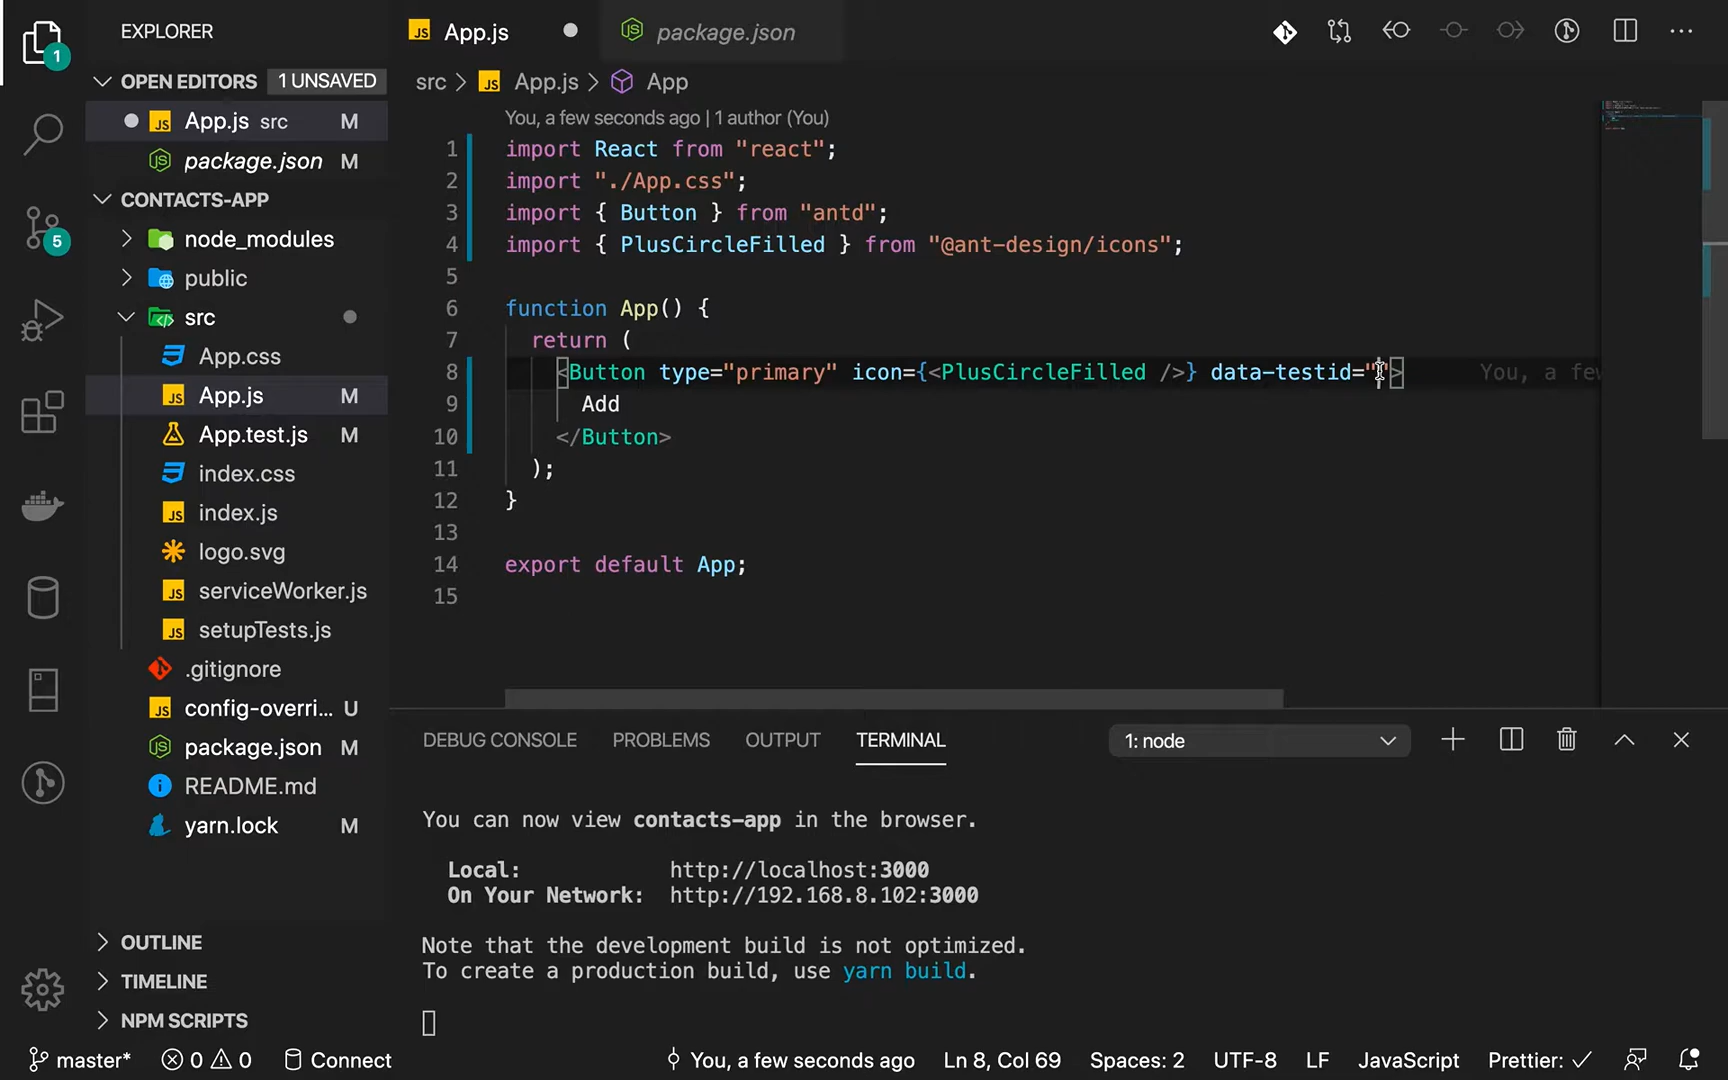 EXPLORER
App.js
package.json
1
OPEN EDITORS
1 UNSAVED
App.js src M
package.json M
CONTACTS-APP
node_modules
public
src
App.css
App.js M
App.test.js M
index.css
index.js
logo.svg
serviceWorker.js
setupTests.js
.gitignore
config-overri... U
package.json M
README.md
yarn.lock M
OUTLINE
TIMELINE
NPM SCRIPTS
5
src > JS App.js > App
You, a few seconds ago | 1 author (You)
1 import React from "react";
2 import "./App.css";
3 import { Button } from "antd";
4 import { PlusCircleFilled } from "@ant-design/icons";
5
6 function App() {
7 return (
8 <Button type="primary" icon={<PlusCircleFilled />} data-testid=""> You, a few
9 Add
10 </Button>
11 );
12 }
13
14 export default App;
15
DEBUG CONSOLE PROBLEMS OUTPUT TERMINAL 1: node
You can now view contacts-app in the browser.
Local: http://localhost:3000
On Your Network: http://192.168.8.102:3000
Note that the development build is not optimized.
To create a production build, use yarn build.
master* 0 0 Connect You, a few seconds ago Ln 8, Col 69 Spaces: 2 UTF-8 LF JavaScript Prettier: ✓